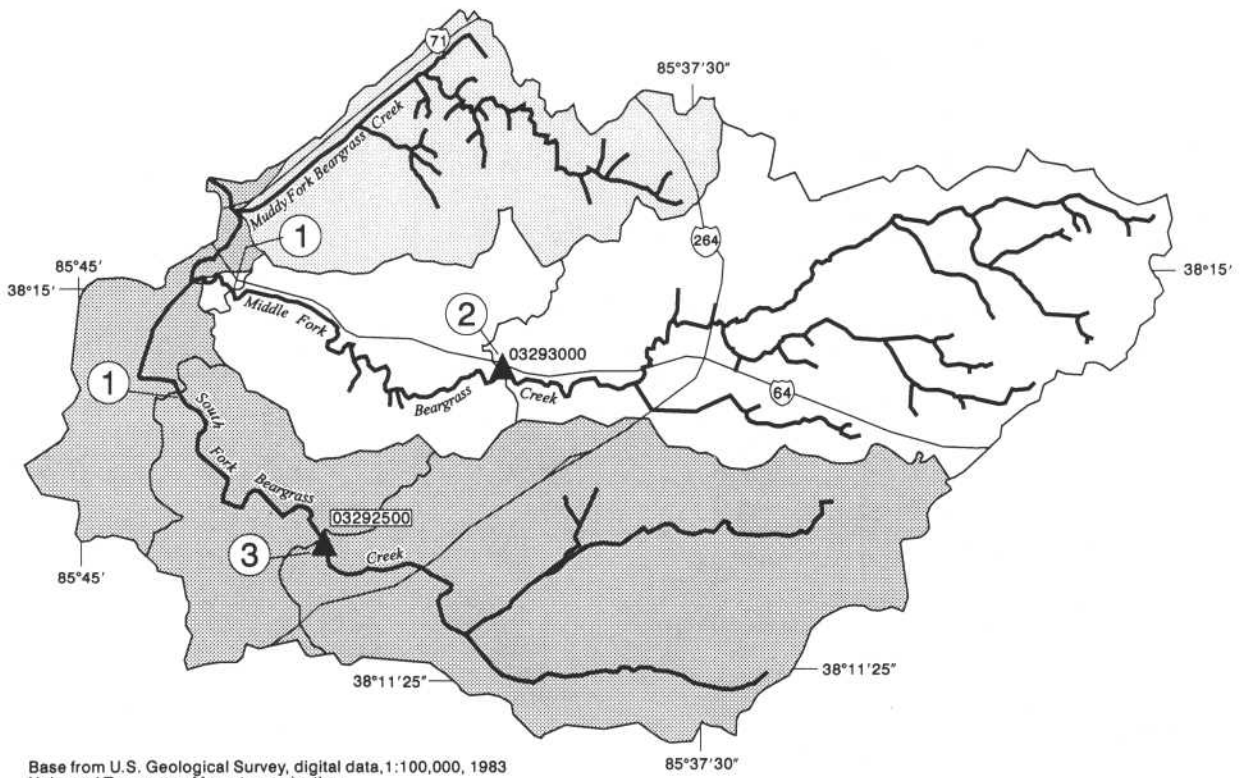 71
85°37'30"
Muddy Fork Beargrass Creek
1
264
85°45'
38°15'
38°15'
Middle Fork
2
03293000
1
Beargrass Creek
64
South Fork Beargrass
03292500
3
Creek
85°45'
38°11'25"
38°11'25"
85°37'30"
Base from U.S. Geological Survey, digital data,1:100,000, 1983